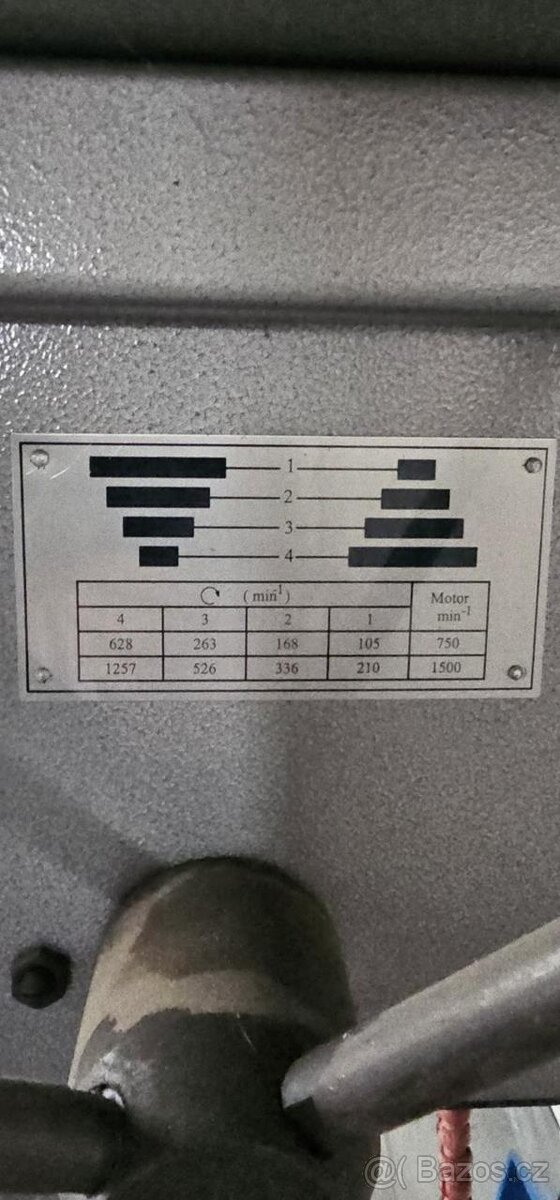 1
2
3
4
(min⁻¹) Motor
4 3 2 1 min⁻¹
628 263 168 105 750
1257 526 336 210 1500
@( Bazos.cz